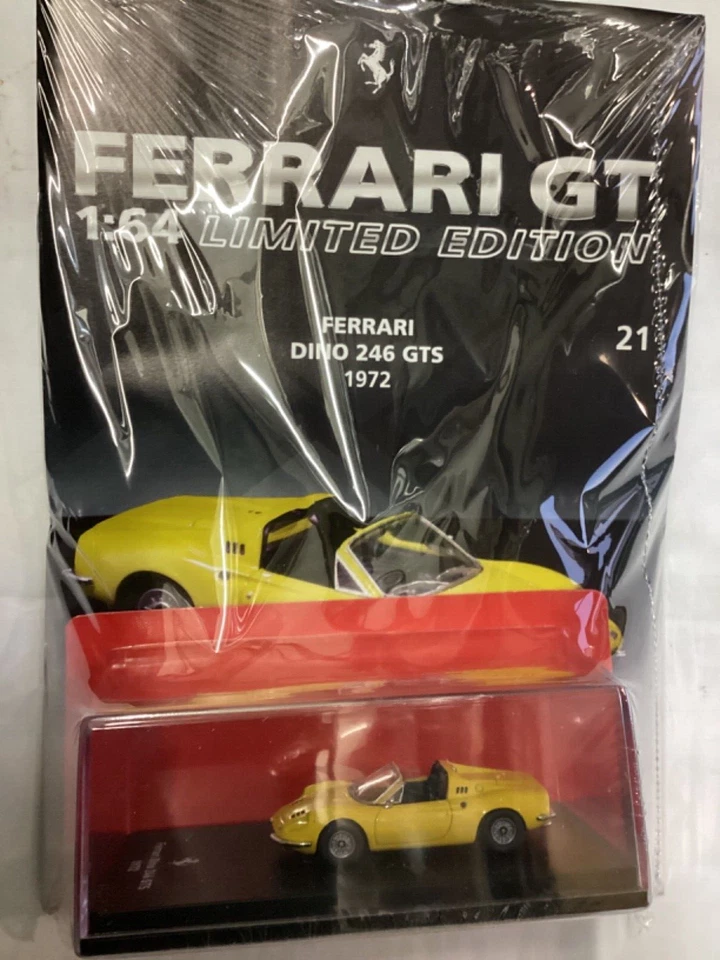 FERRARI GT
1:64 LIMITED EDITION
FERRARI
DINO 246 GTS
1972
21